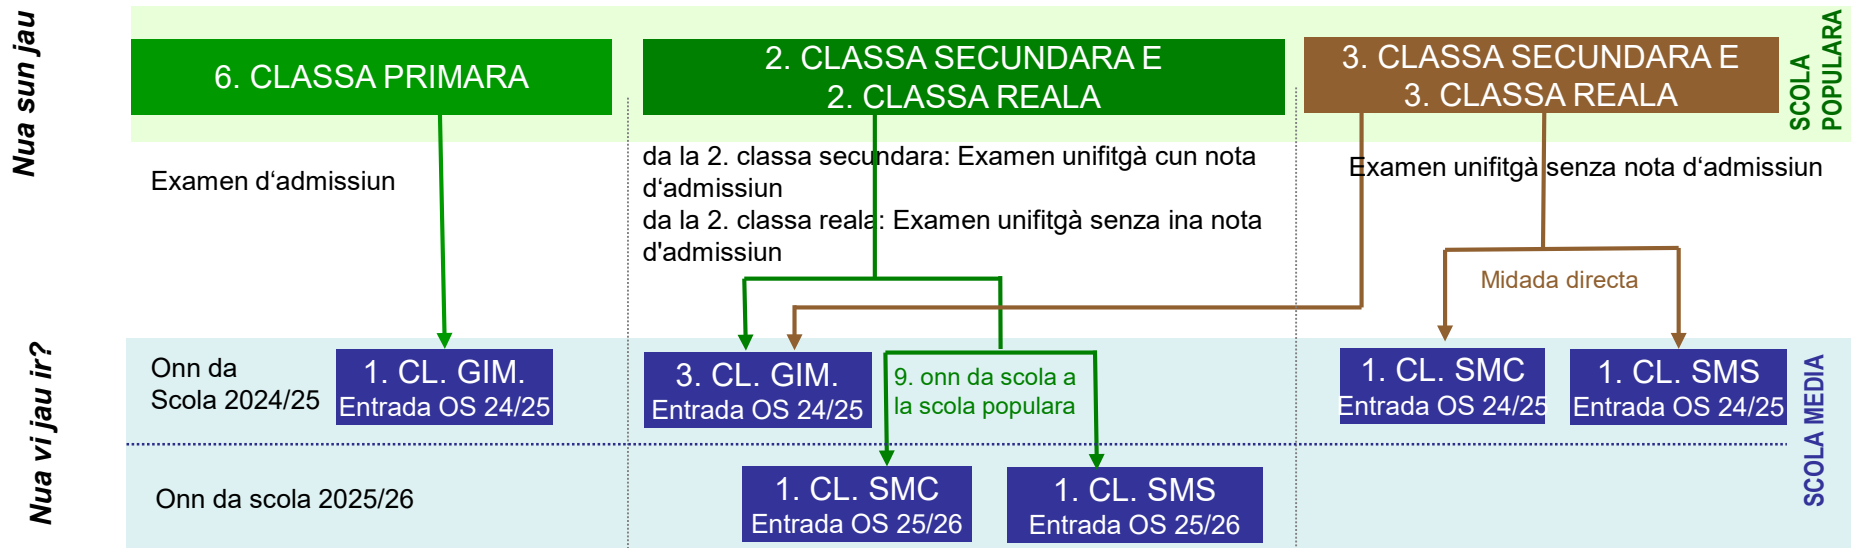 Nua sun jau
6. CLASSA PRIMARA
2. CLASSA SECUNDARA E
2. CLASSA REALA
3. CLASSA SECUNDARA E
3. CLASSA REALA
SCOLA
POPULARA
Examen d‘admissiun
da la 2. classa secundara: Examen unifitgà cun nota
d‘admissiun
da la 2. classa reala: Examen unifitgà senza ina nota
d'admissiun
Examen unifitgà senza nota d‘admissiun
Midada directa
Nua vi jau ir?
Onn da
Scola 2024/25
1. CL. GIM.
Entrada OS 24/25
3. CL. GIM.
Entrada OS 24/25
9. onn da scola a
la scola populara
1. CL. SMC
Entrada OS 24/25
1. CL. SMS
Entrada OS 24/25
SCOLA MEDIA
Onn da scola 2025/26
1. CL. SMC
Entrada OS 25/26
1. CL. SMS
Entrada OS 25/26